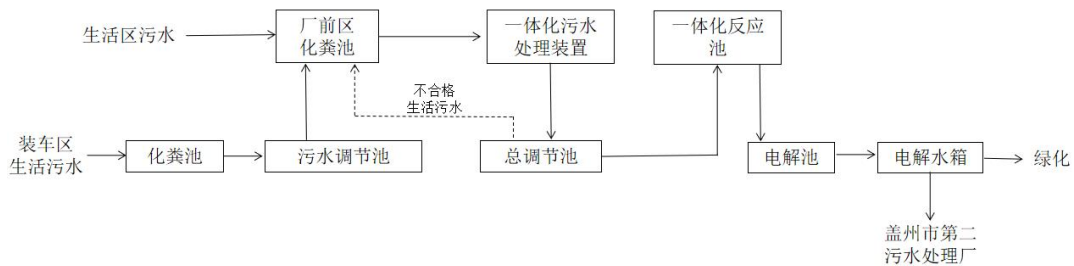 生活区污水
厂前区
化粪池
一体化污水
处理装置
一体化反应
池
不合格
生活污水
装车区
生活污水
化粪池
污水调节池
总调节池
电解池
电解水箱
绿化
盖州市第二
污水处理厂